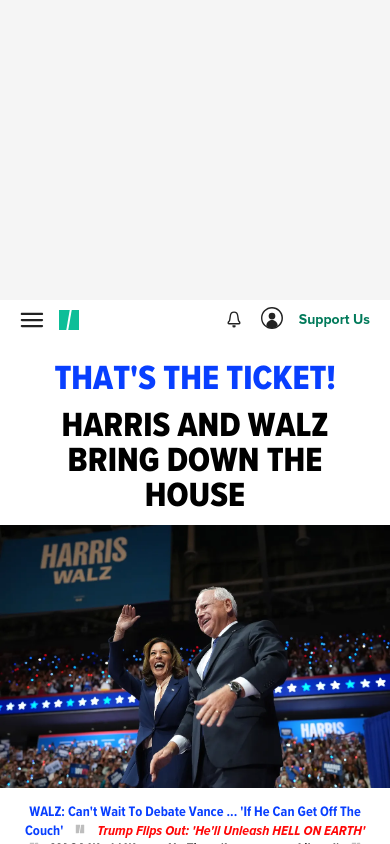 Support Us
THAT'S THE TICKET!
HARRIS AND WALZ
BRING DOWN THE
HOUSE
HARRIS
WALZ
HARRIS
WALZ: Can't Wait To Debate Vance ... 'If He Can Get Off The
Couch' Trump Flips Out: 'He'll Unleash HELL ON EARTH'